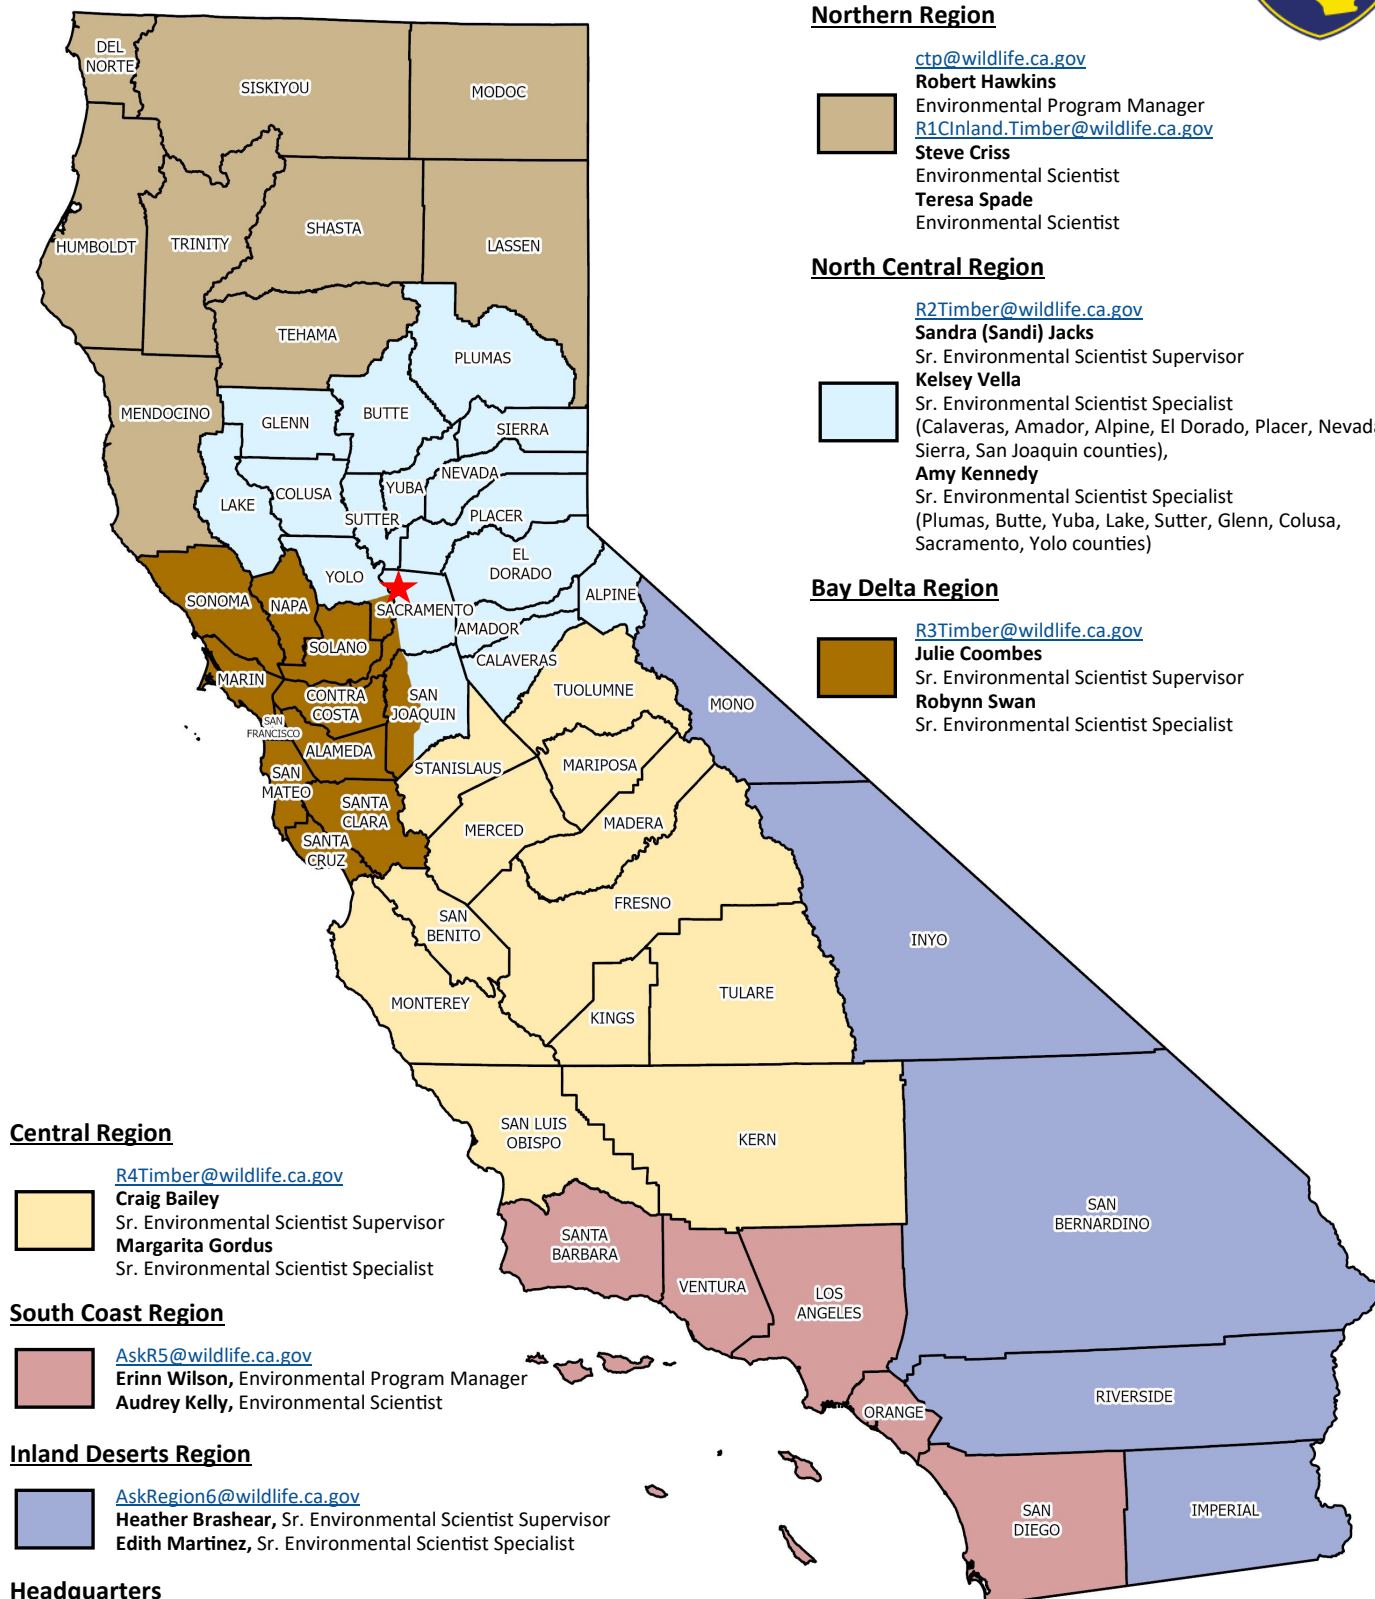 Northern Region
ctp@wildlife.ca.gov
Robert Hawkins
Environmental Program Manager
R1CInland.Timber@wildlife.ca.gov
Steve Criss
Environmental Scientist
Teresa Spade
Environmental Scientist
North Central Region
R2Timber@wildlife.ca.gov
Sandra (Sandi) Jacks
Sr. Environmental Scientist Supervisor
Kelsey Vella
Sr. Environmental Scientist Specialist
(Calaveras, Amador, Alpine, El Dorado, Placer, Nevada
Sierra, San Joaquin counties),
Amy Kennedy
Sr. Environmental Scientist Specialist
(Plumas, Butte, Yuba, Lake, Sutter, Glenn, Colusa,
Sacramento, Yolo counties)
Bay Delta Region
R3Timber@wildlife.ca.gov
Julie Coombes
Sr. Environmental Scientist Supervisor
Robynn Swan
Sr. Environmental Scientist Specialist
DEL
NORTE
SISKIYOU
MODOC
HUMBOLDT
TRINITY
SHASTA
LASSEN
TEHAMA
PLUMAS
MENDOCINO
GLENN
BUTTE
SIERRA
LAKE
COLUSA
SUTTER
YUBA
NEVADA
PLACER
YOLO
EL
DORADO
SONOMA
NAPA
SACRAMENTO
ALPINE
SOLANO
AMADOR
MARIN
CALAVERAS
CONTRA
COSTA
SAN
JOAQUIN
TUOLUMNE
MONO
SAN
FRANCISCO
ALAMEDA
STANISLAUS
MARIPOSA
SAN
MATEO
SANTA
CLARA
MERCED
MADERA
SANTA
CRUZ
FRESNO
SAN
BENITO
INYO
MONTEREY
KINGS
TULARE
SAN LUIS
OBISPO
KERN
SAN
BERNARDINO
SANTA
BARBARA
VENTURA
LOS
ANGELES
ORANGE
RIVERSIDE
SAN
DIEGO
IMPERIAL
Central Region
R4Timber@wildlife.ca.gov
Craig Bailey
Sr. Environmental Scientist Supervisor
Margarita Gordus
Sr. Environmental Scientist Specialist
South Coast Region
AskR5@wildlife.ca.gov
Erinn Wilson, Environmental Program Manager
Audrey Kelly, Environmental Scientist
Inland Deserts Region
AskRegion6@wildlife.ca.gov
Heather Brashear, Sr. Environmental Scientist Supervisor
Edith Martinez, Sr. Environmental Scientist Specialist
Headquarters